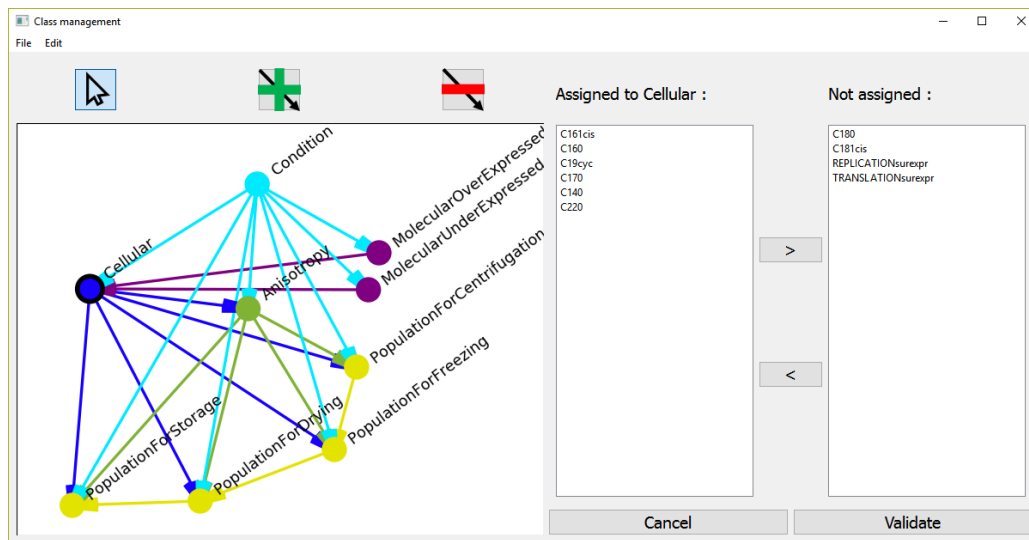 Class management
File Edit
Assigned to Cellular :
Not assigned :
C161cis
C160
C19cyc
C170
C140
C220
C180
C181cis
REPLICATIONsurexpr
TRANSLATIONsurexpr
>
<
Condition
MolecularOverExpressed
MolecularUnderExpressed
Cellular
Anisotropy
PopulationForCentrifugation
PopulationForFreezing
PopulationForDrying
PopulationForStorage
Cancel
Validate